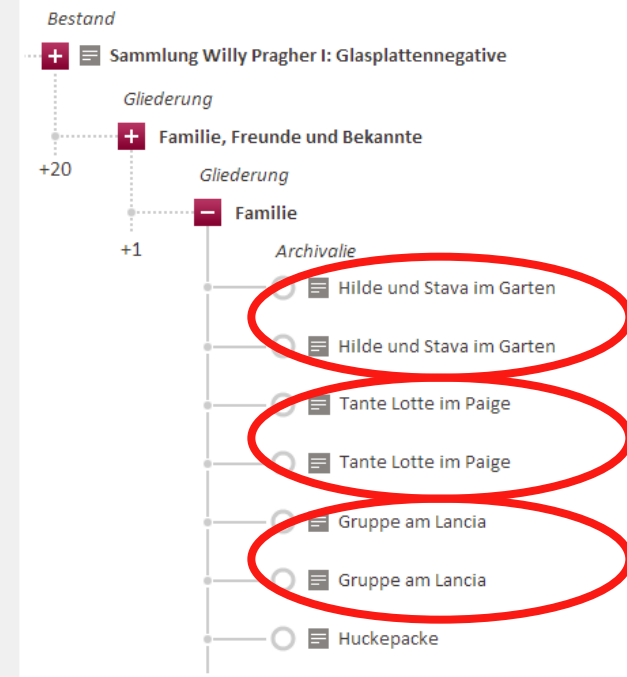 Bestand
Sammlung Willy Pragher I: Glasplattennegative
Gliederung
Familie, Freunde und Bekannte
+20
Gliederung
Familie
+1
Archivalie
Hilde und Stava im Garten
Hilde und Stava im Garten
Tante Lotte im Paige
Tante Lotte im Paige
Gruppe am Lancia
Gruppe am Lancia
Huckepacke